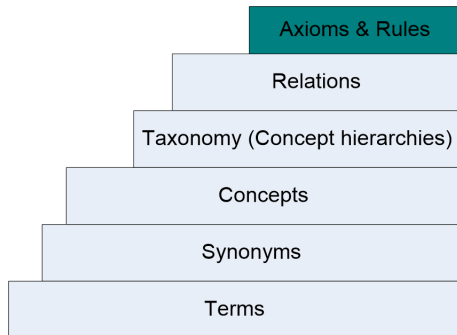 Axioms & Rules
Relations
Taxonomy (Concept hierarchies)
Concepts
Synonyms
Terms